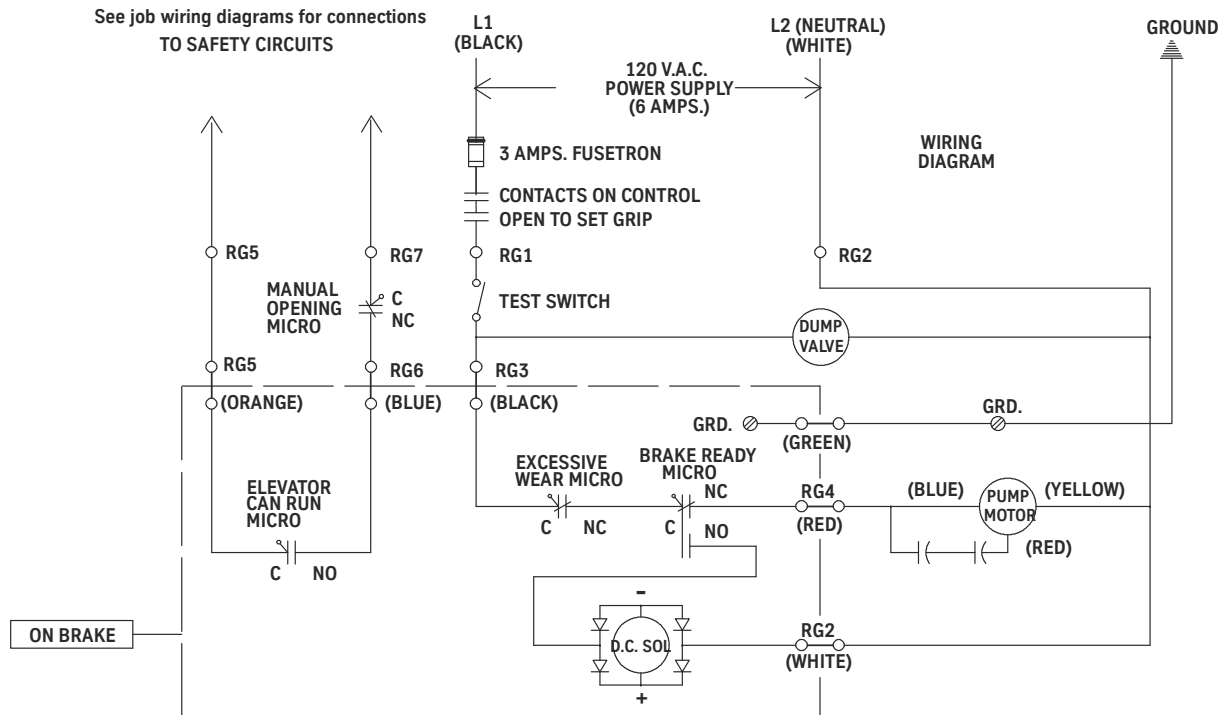 See job wiring diagrams for connections
TO SAFETY CIRCUITS
L1
(BLACK)
L2 (NEUTRAL)
(WHITE)
GROUND
120 V.A.C.
POWER SUPPLY
(6 AMPS.)
WIRING
DIAGRAM
3 AMPS. FUSETRON
CONTACTS ON CONTROL
OPEN TO SET GRIP
RG5
RG7
RG1
RG2
MANUAL
OPENING
MICRO
C
NC
TEST SWITCH
DUMP
VALVE
RG5
RG6
RG3
(ORANGE)
(BLUE)
(BLACK)
GRD.
(GREEN)
GRD.
EXCESSIVE
WEAR MICRO
BRAKE READY
MICRO
C
NC
NC
C
NO
RG4
(RED)
(BLUE)
PUMP
MOTOR
(YELLOW)
(RED)
ELEVATOR
CAN RUN
MICRO
C
NO
ON BRAKE
-
D.C. SOL
+
RG2
(WHITE)